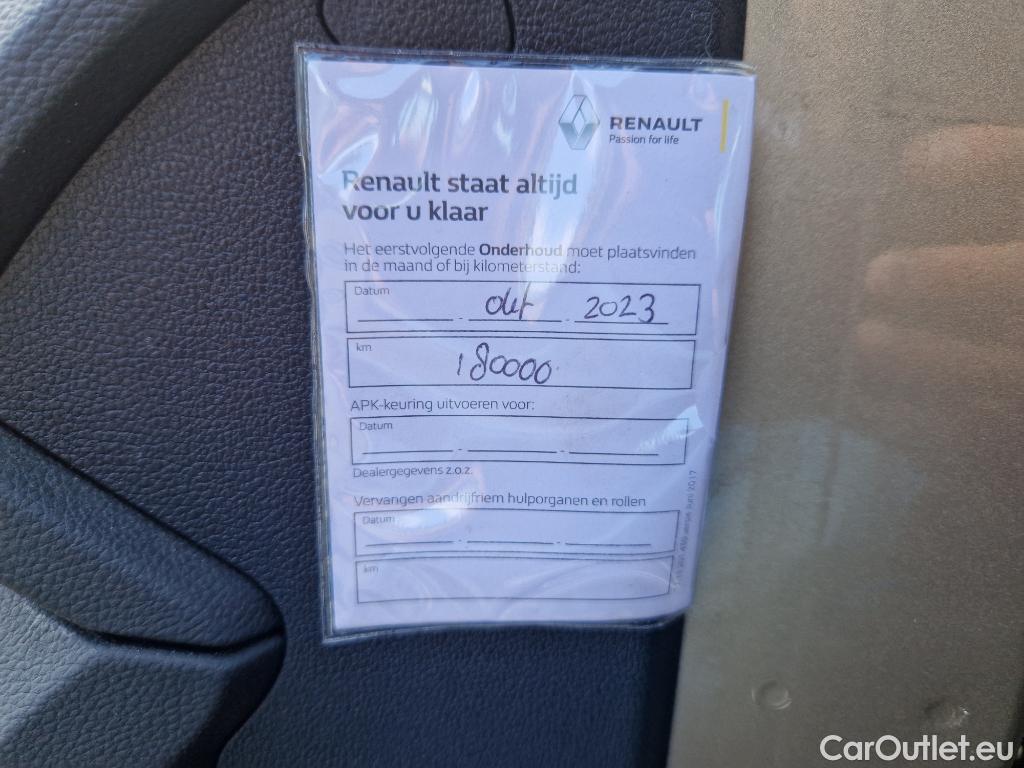 RENAULT
Passion for life
Renault staat altijd
voor u klaar
Het eerstvolgende Onderhoud moet plaatsvinden
in de maand of bij kilometerstand:
Datum
okt 2023
km
180000
APK-keuring uitvoeren voor:
Datum
Dealergegevens z.o.z.
Vervangen aandrijfriem hulporganen en rollen
Datum
km
juni 2017
CarOutlet.eu